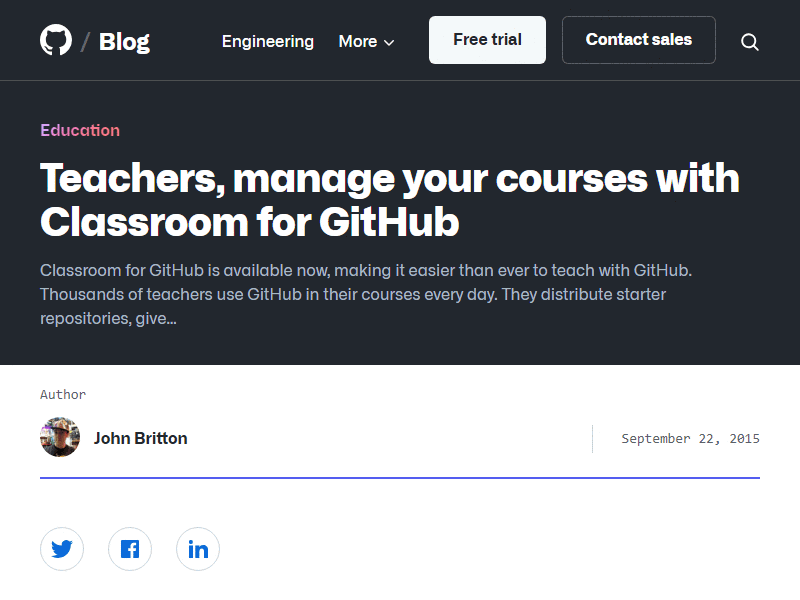 / Blog
Engineering
More
Free trial
Contact sales
Education
Teachers, manage your courses with
Classroom for GitHub
Classroom for GitHub is available now, making it easier than ever to teach with GitHub.
Thousands of teachers use GitHub in their courses every day. They distribute starter
repositories, give...
Author
John Britton
September 22, 2015